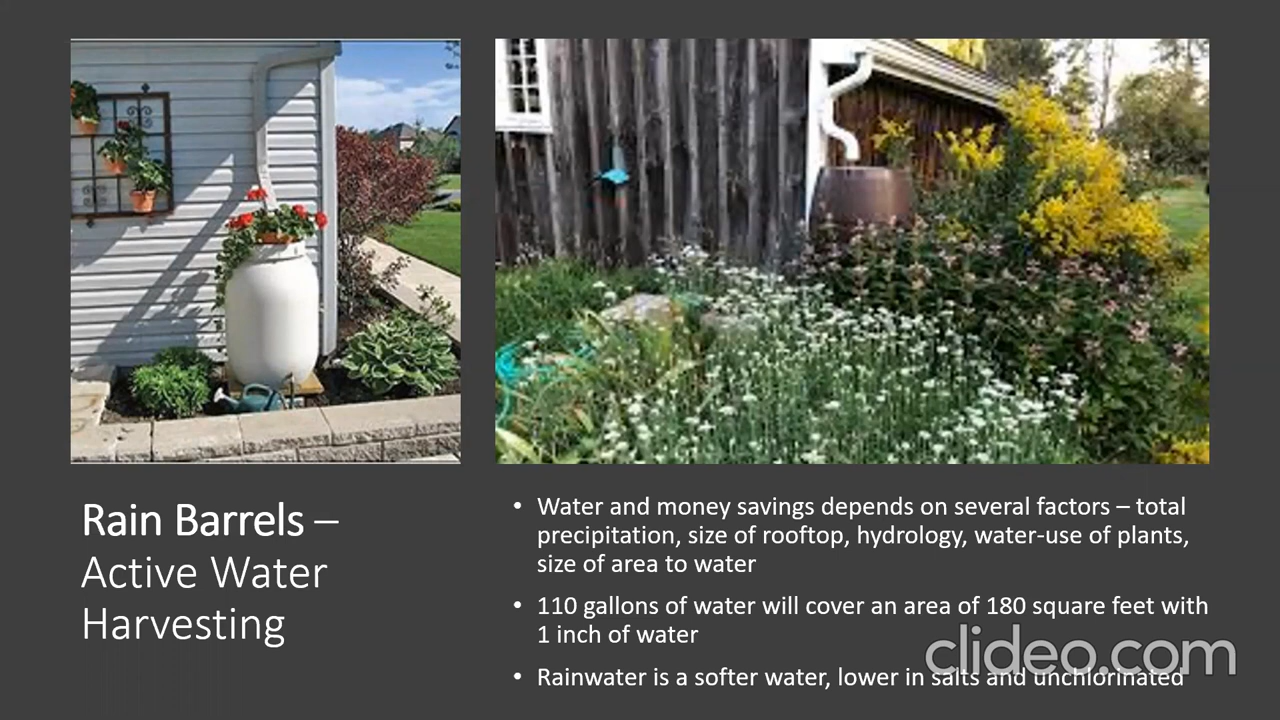 Rain Barrels –
Active Water
Harvesting
• Water and money savings depends on several factors – total
precipitation, size of rooftop, hydrology, water-use of plants,
size of area to water
• 110 gallons of water will cover an area of 180 square feet with
1 inch of water
• Rainwater is a softer water, lower in salts and unchlorinated
clideo.com